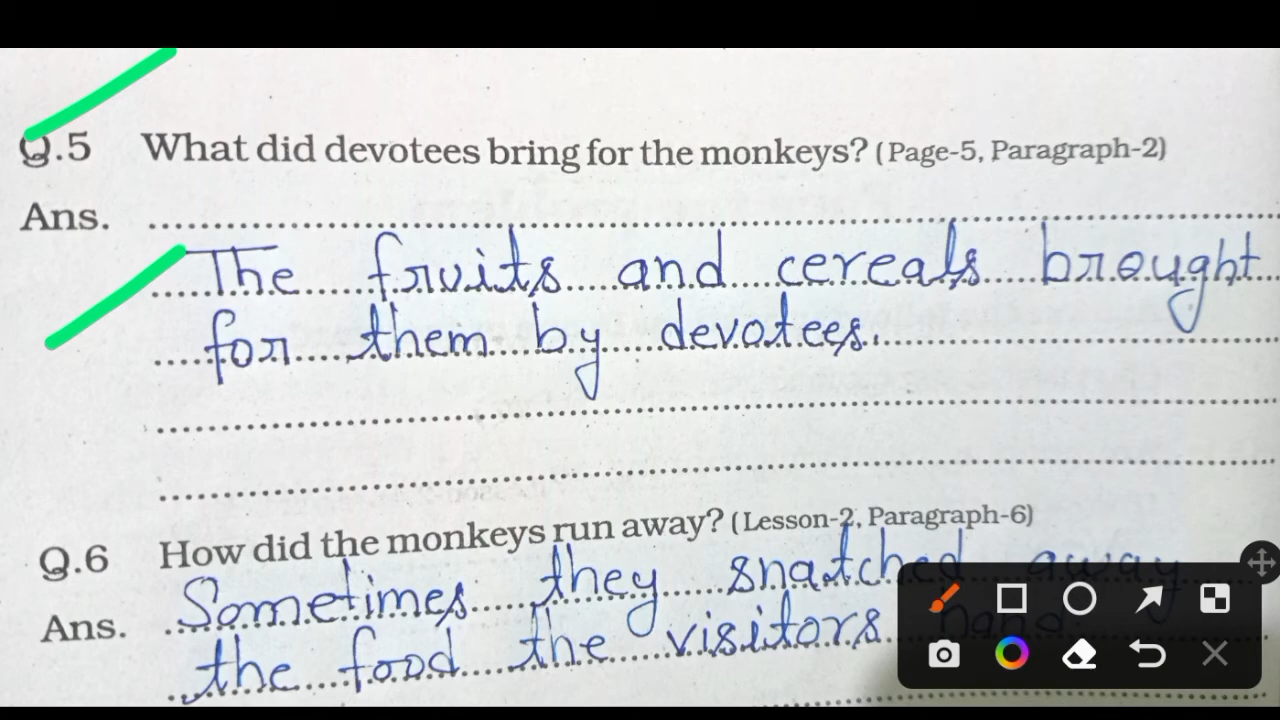 Q.5 What did devotees bring for the monkeys? (Page-5, Paragraph-2)
Ans.
The fruits and cereals brought
for them by devotees.
Q.6 How did the monkeys run away? (Lesson-2, Paragraph-6)
Ans. Sometimes they snatched away
the food the visitors hand